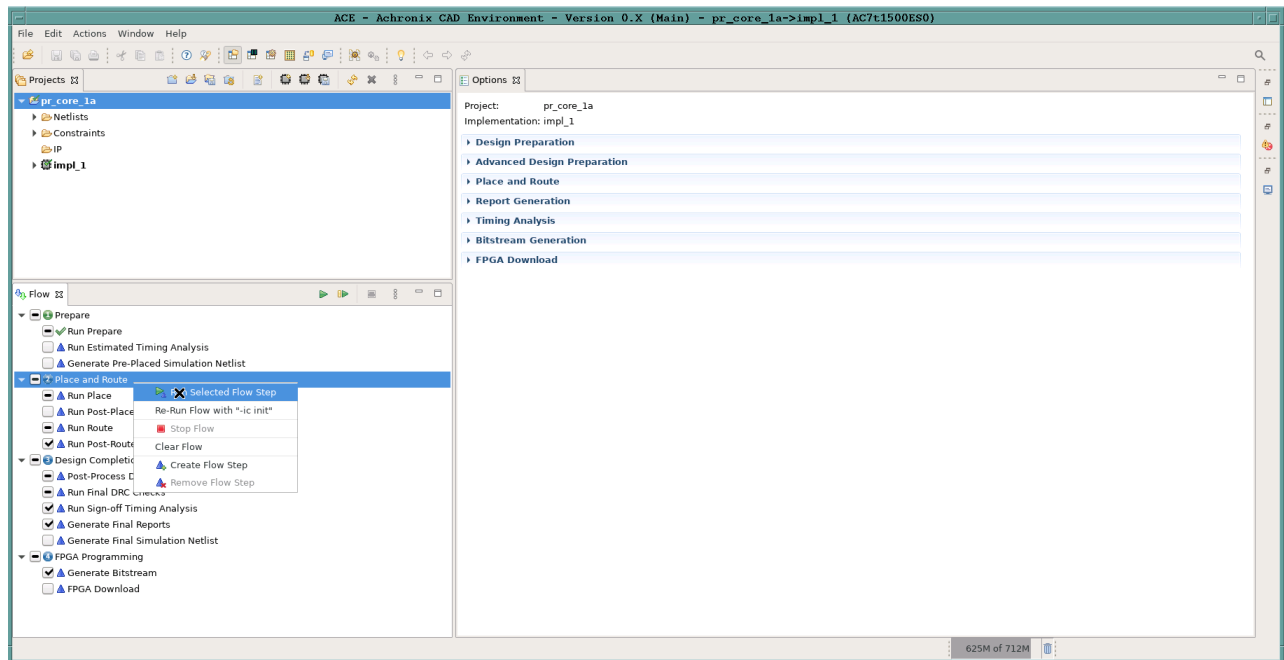 ACE - Achronix CAD Environment - Version 0.X (Main) - pr_core_1a->impl_1 (AC7t1500ES0)
File Edit Actions Window Help
Projects
pr_core_1a
Netlists
Constraints
IP
impl_1
Options
Project: pr_core_1a
Implementation: impl_1
Design Preparation
Advanced Design Preparation
Place and Route
Report Generation
Timing Analysis
Bitstream Generation
FPGA Download
Flow
Prepare
Run Prepare
Run Estimated Timing Analysis
Generate Pre-Placed Simulation Netlist
Place and Route
Run Place
Run Post-Place
Run Route
Run Post-Route
Selected Flow Step
Re-Run Flow with "-ic init"
Stop Flow
Clear Flow
Create Flow Step
Remove Flow Step
Design Completio
Post-Process D
Run Final DRC Checks
Run Sign-off Timing Analysis
Generate Final Reports
Generate Final Simulation Netlist
FPGA Programming
Generate Bitstream
FPGA Download
625M of 712M